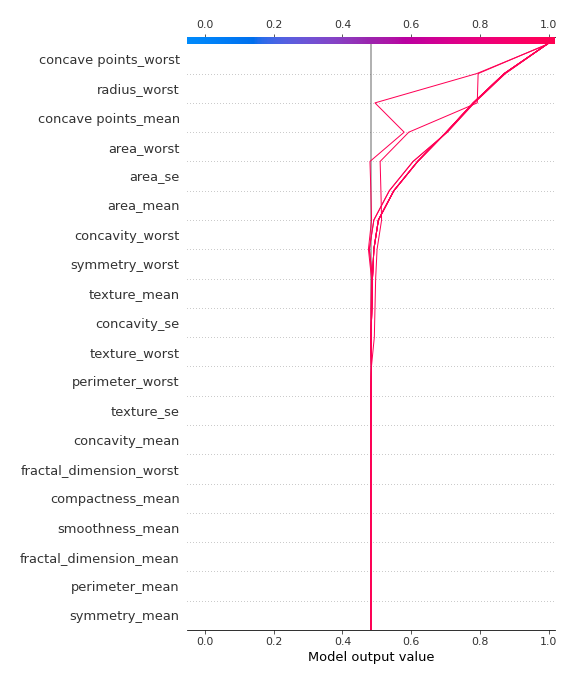 0.0 0.2 0.4 0.6 0.8 1.0
concave points_worst
radius_worst
concave points_mean
area_worst
area_se
area_mean
concavity_worst
symmetry_worst
texture_mean
concavity_se
texture_worst
perimeter_worst
texture_se
concavity_mean
fractal_dimension_worst
compactness_mean
smoothness_mean
fractal_dimension_mean
perimeter_mean
symmetry_mean
0.0 0.2 0.4 0.6 0.8 1.0
Model output value